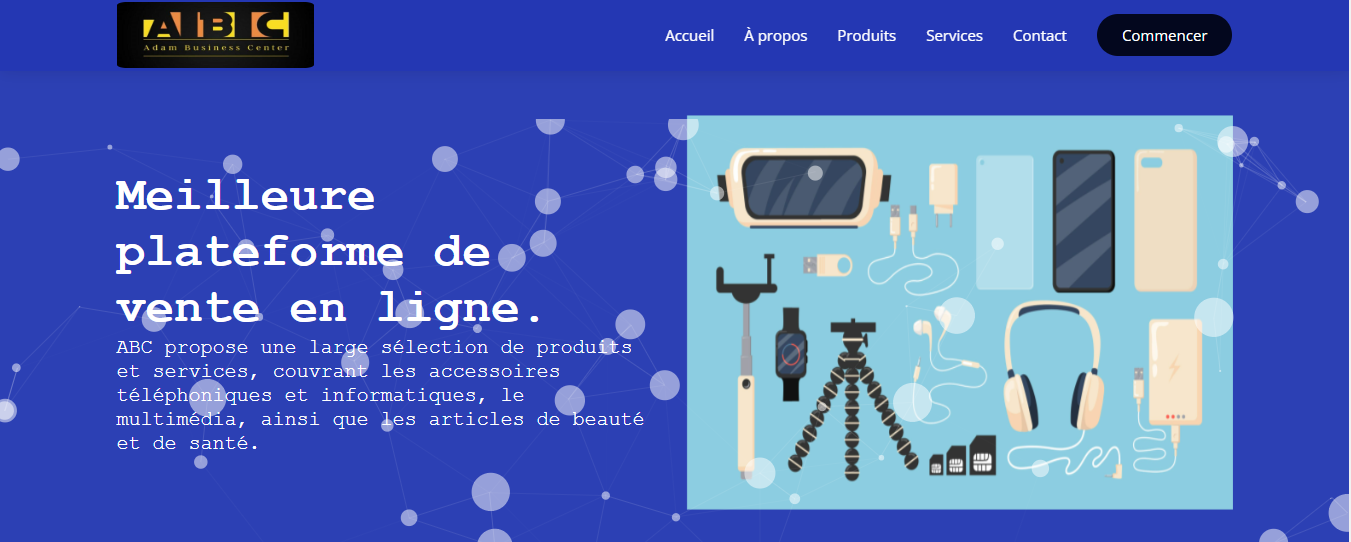 ABC
Adam Business Center
Accueil
À propos
Produits
Services
Contact
Commencer
Meilleure
plateforme de
vente en ligne.
ABC propose une large sélection de produits
et services, couvrant les accessoires
téléphoniques et informatiques, le
multimédia, ainsi que les articles de beauté
et de santé.